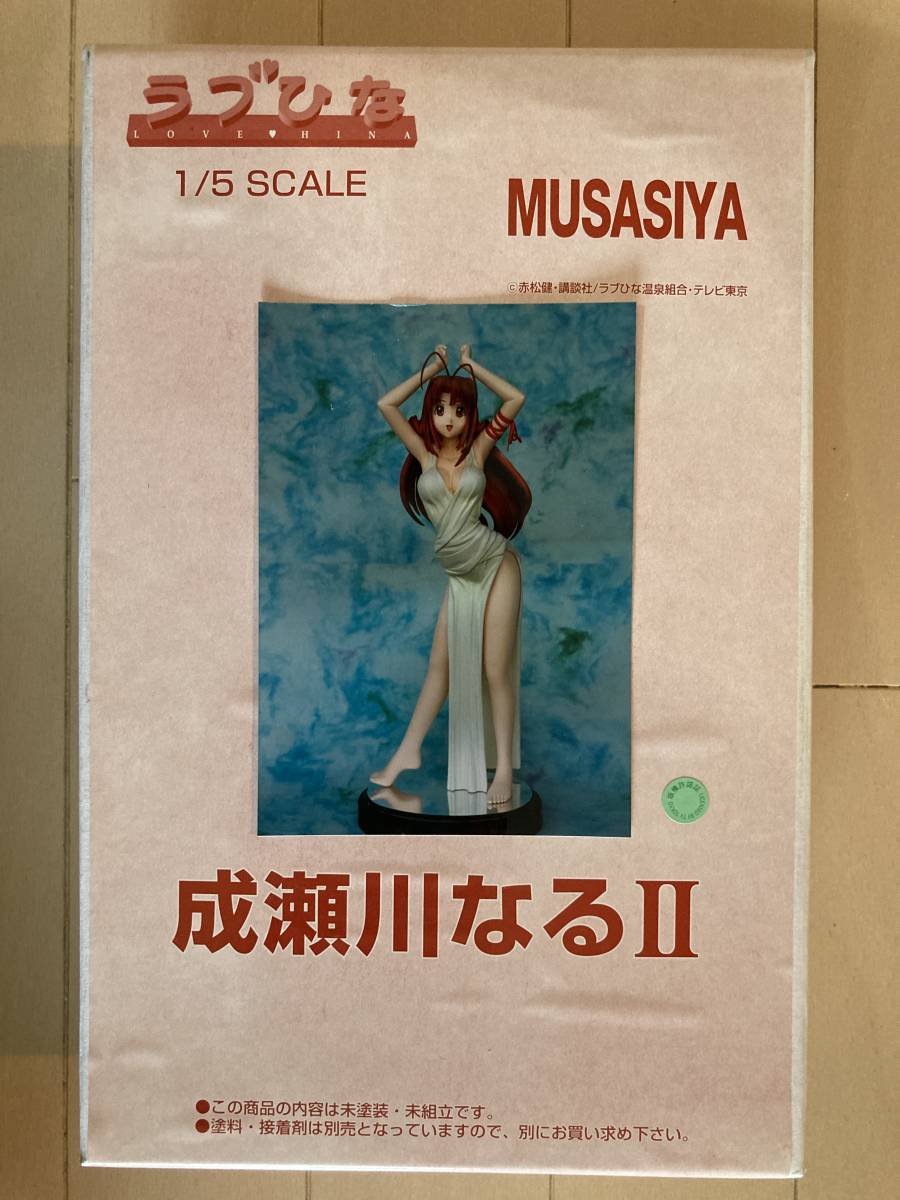 ラブひな
LOVE♥HINA
1/5 SCALE
MUSASIYA
©赤松健・講談社/ラブひな温泉組合・テレビ東京
成瀬川なるⅡ
●この商品の内容は未塗装・未組立です。
●塗料・接着剤は別売となっていますので、別にお買い求め下さい。